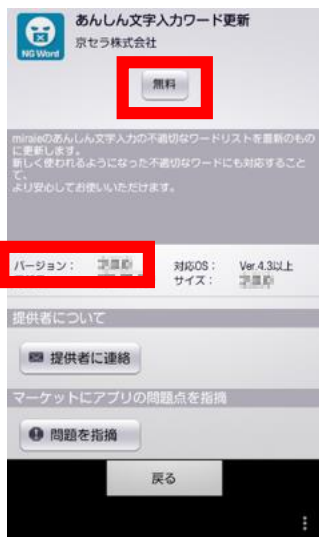 あんしん文字入力ワード更新
京セラ株式会社
NG Word
無料
miraieのあんしん文字入力の不適切なワードリストを最新のもの
に更新します。
新しく使われるようになった不適切なワードにも対応すること
て、
より安心してお使いいただけます。
バージョン:
対応OS: Ver.4.3以上
サイズ:
提供者について
提供者に連絡
マーケットにアプリの問題点を指摘
問題を指摘
戻る